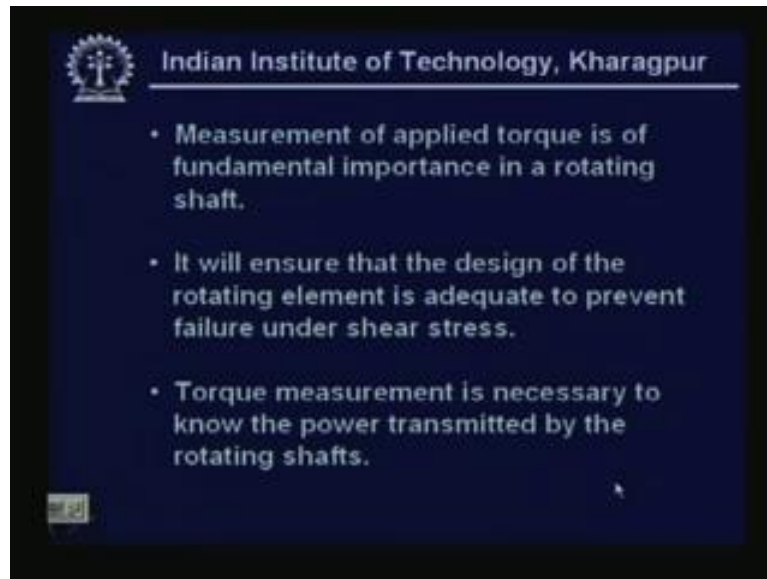 Indian Institute of Technology, Kharagpur
• Measurement of applied torque is of
fundamental importance in a rotating
shaft.
• It will ensure that the design of the
rotating element is adequate to prevent
failure under shear stress.
• Torque measurement is necessary to
know the power transmitted by the
rotating shafts.